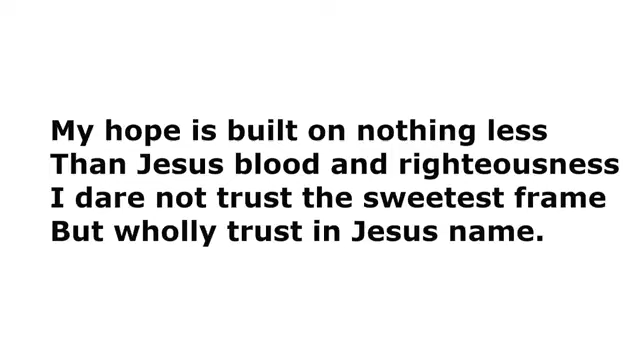 My hope is built on nothing less
Than Jesus blood and righteousness
I dare not trust the sweetest frame
But wholly trust in Jesus name.